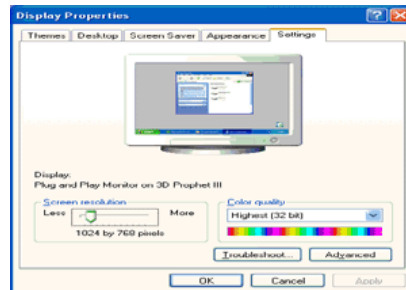 Display Properties
Themes Desktop Screen Saver Appearance Settings
Display:
Plug and Play Monitor on 3D Prophet III
Screen resolution
Less More
1024 by 768 pixels
Color quality
Highest (32 bit)
Troubleshoot... Advanced
OK Cancel Apply